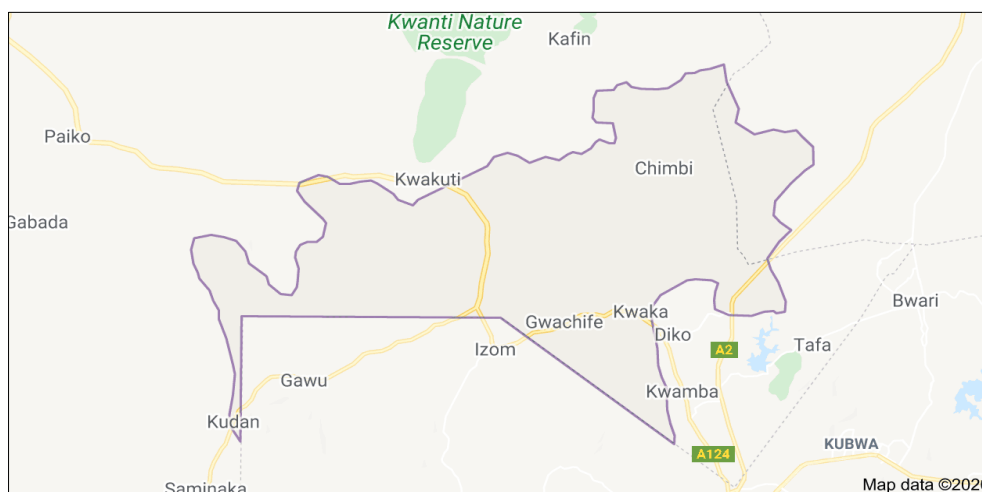 Kwanti Nature
Reserve
Kafin
Paiko
Kwakuti
Chimbi
Gabada
Bwari
Gwachife
Kwaka
Diko
Izom
A2
Tafa
Gawu
Kwamba
Kudan
KUBWA
A124
Saminaka
Map data ©2020